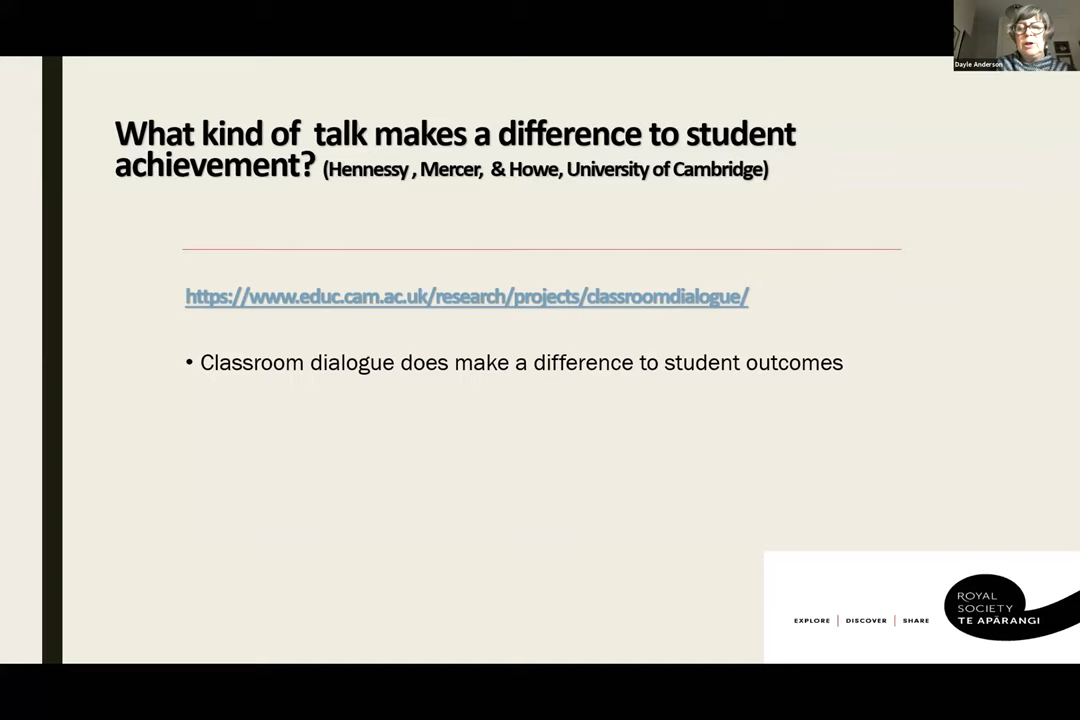 Dayle Anderson
What kind of talk makes a difference to student
achievement? (Hennessy , Mercer, & Howe, University of Cambridge)
https://www.educ.cam.ac.uk/research/projects/classroomdialogue/
• Classroom dialogue does make a difference to student outcomes
EXPLORE | DISCOVER | SHARE
ROYAL
SOCIETY
TE APĀRANGI